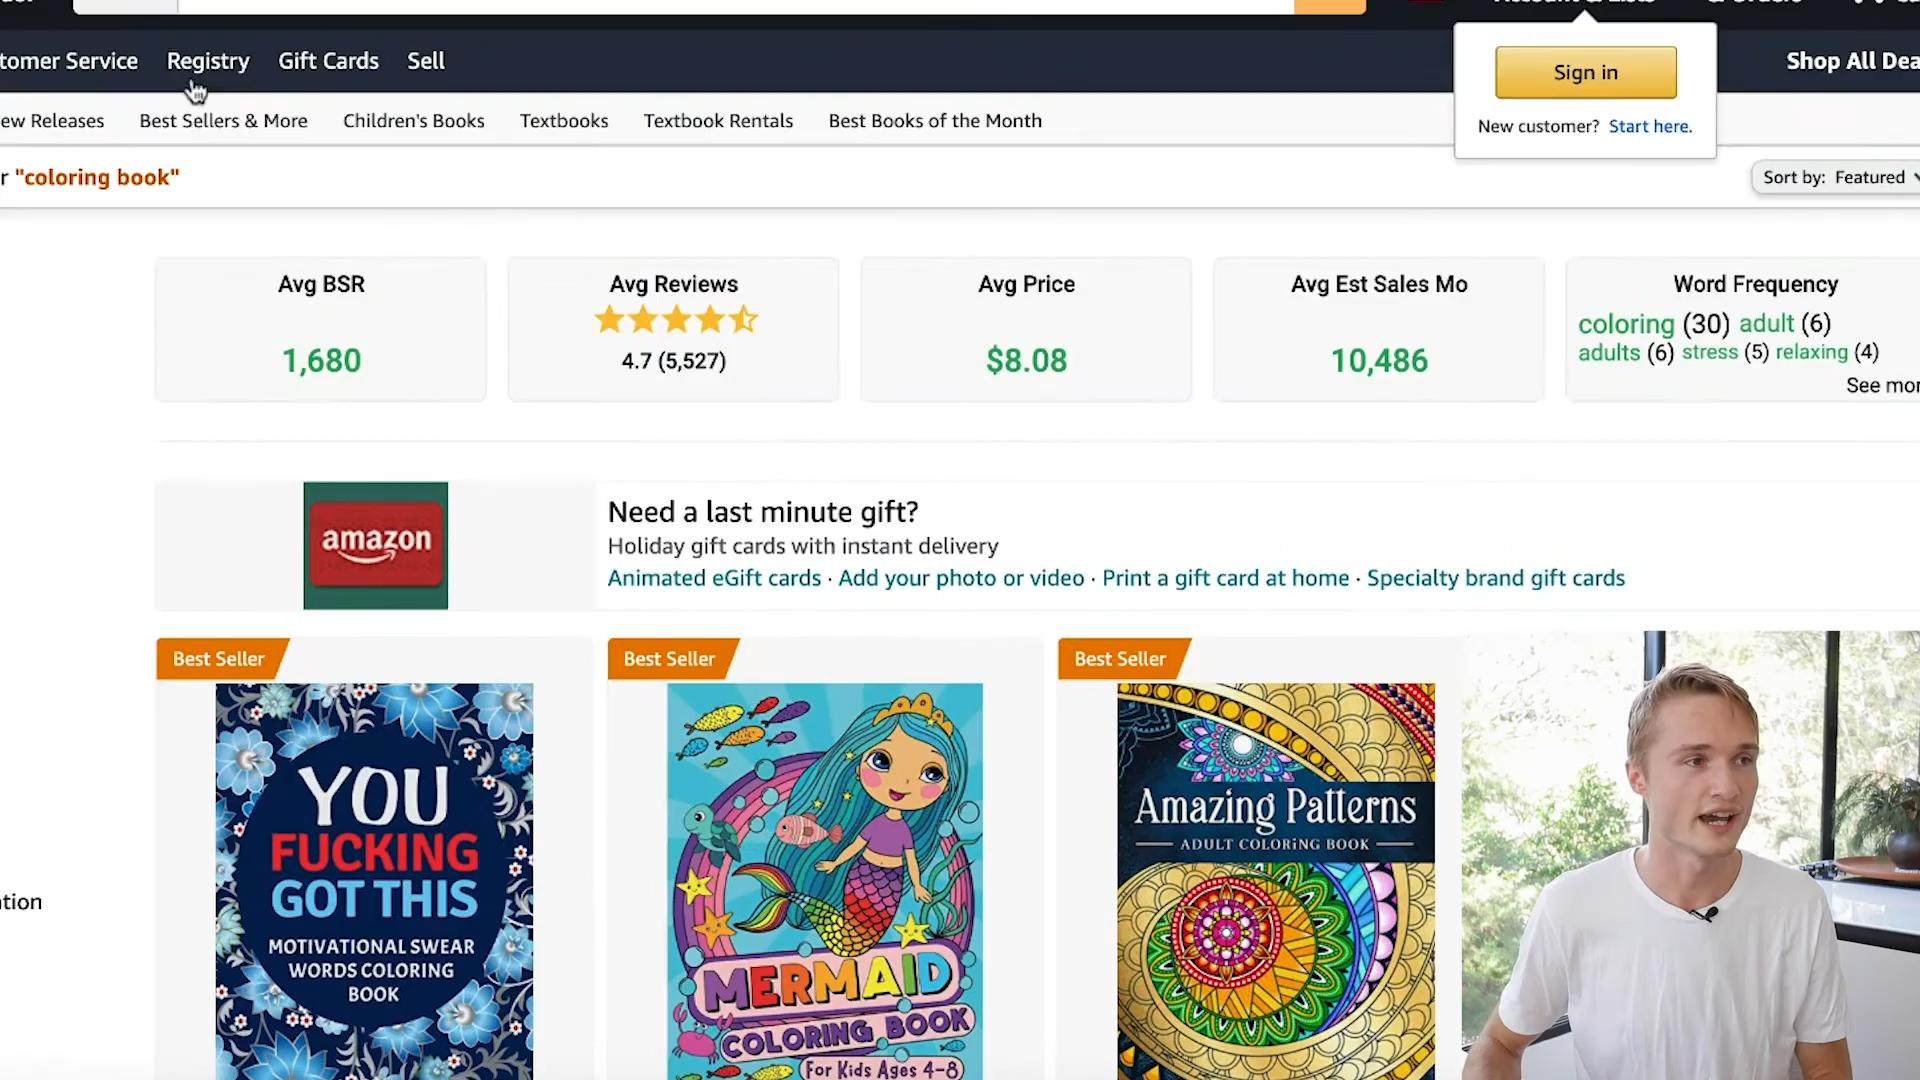 tomer Service Registry Gift Cards Sell
Sign in
Shop All Dea
New customer? Start here.
ew Releases Best Sellers & More Children's Books Textbooks Textbook Rentals Best Books of the Month
r "coloring book"
Sort by: Featured
Avg BSR
1,680
Avg Reviews
4.7 (5,527)
Avg Price
$8.08
Avg Est Sales Mo
10,486
Word Frequency
coloring (30) adult (6)
adults (6) stress (5) relaxing (4)
See mor
amazon
Need a last minute gift?
Holiday gift cards with instant delivery
Animated eGift cards · Add your photo or video · Print a gift card at home · Specialty brand gift cards
Best Seller
YOU
FUCKING
GOT THIS
MOTIVATIONAL SWEAR
WORDS COLORING
BOOK
Best Seller
MERMAID
COLORING BOOK
For Kids Ages 4-8
Best Seller
Amazing Patterns
ADULT COLORING BOOK
ation